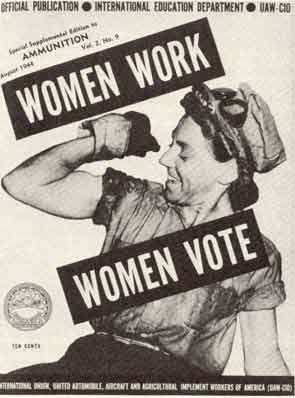 OFFICIAL PUBLICATION ● INTERNATIONAL EDUCATION DEPARTMENT ● UAW-CIO
Special Supplemental Edition to
AMMUNITION
August 1944 Vol. 2, No. 9
WOMEN WORK
WOMEN VOTE
TEN CENTS
INTERNATIONAL UNION, UNITED AUTOMOBILE, AIRCRAFT AND AGRICULTURAL IMPLEMENT WORKERS OF AMERICA (UAW-CIO)